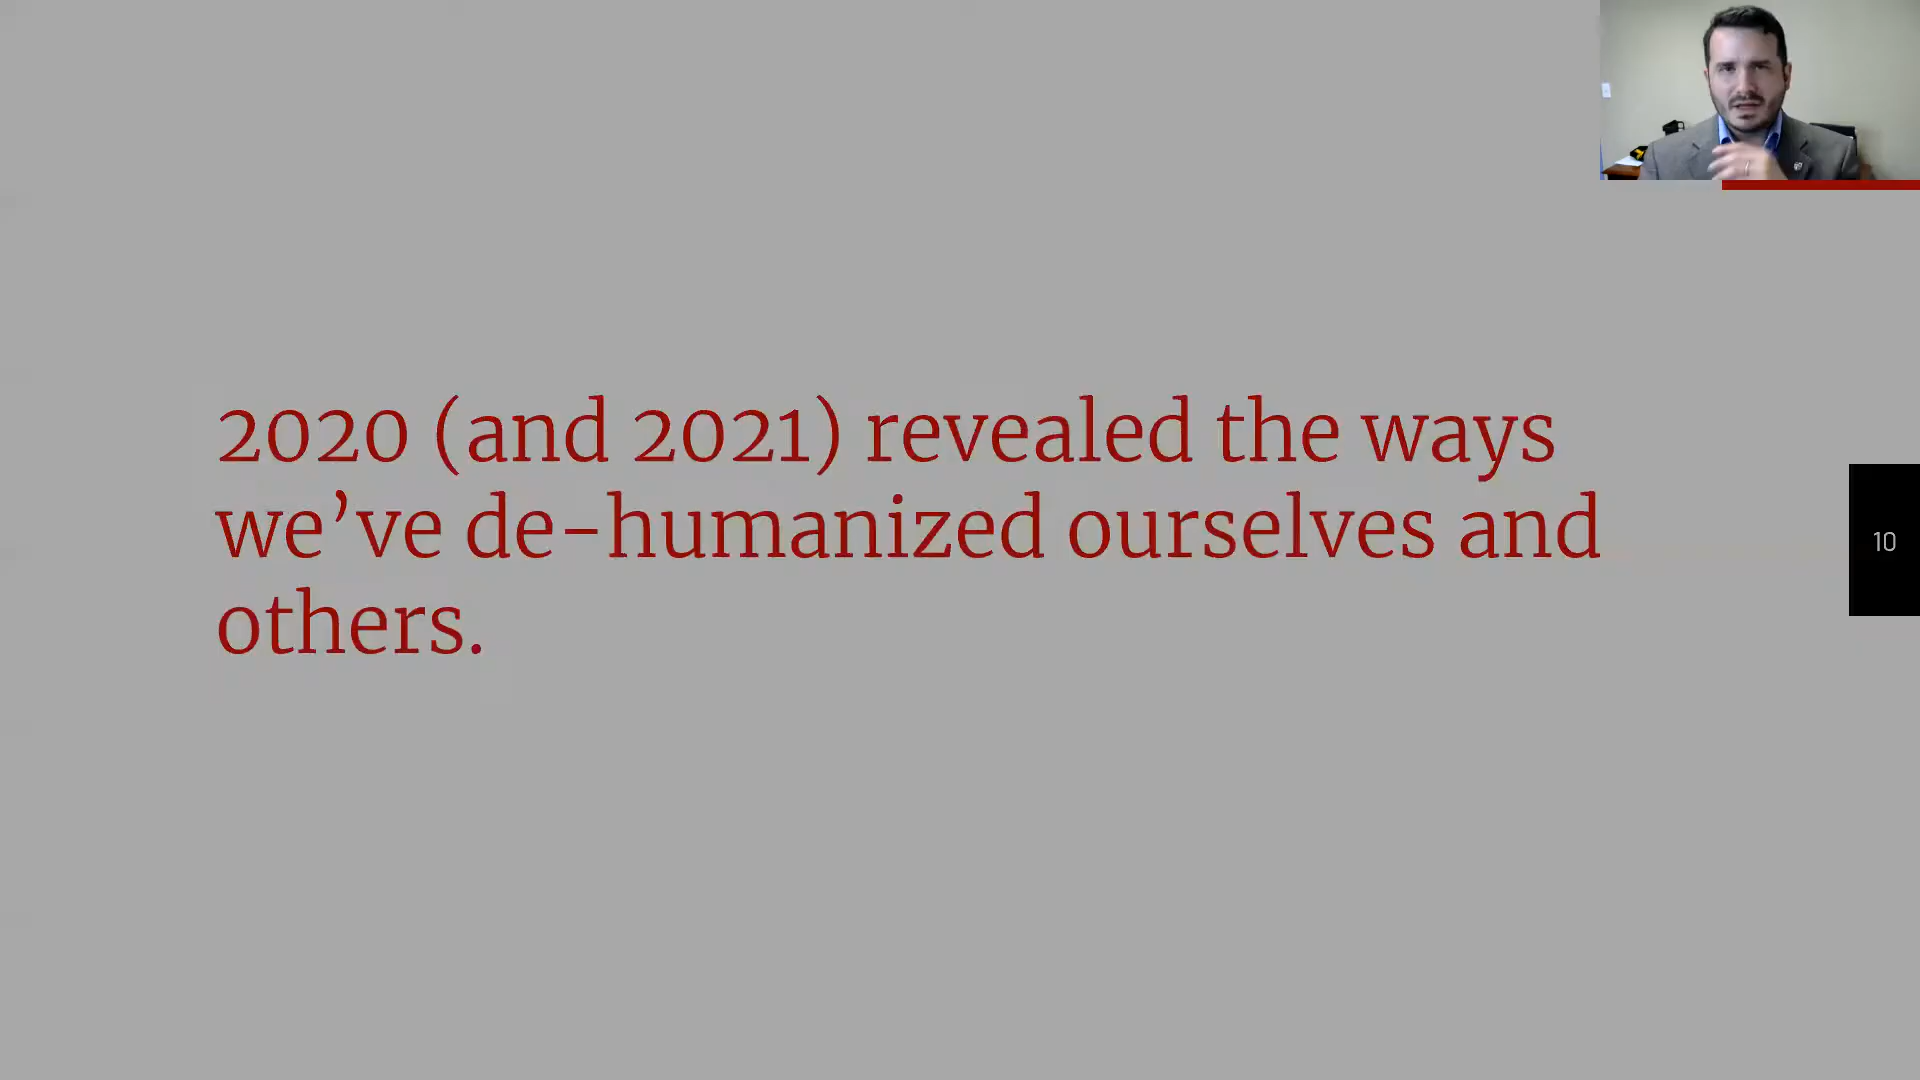 2020 (and 2021) revealed the ways
we’ve de-humanized ourselves and
others.
10